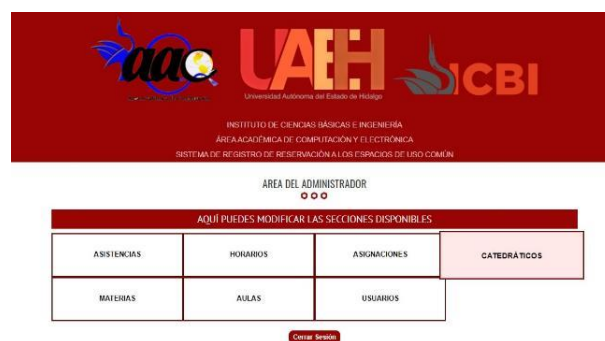 aac
UAEH
Universidad Autónoma del Estado de Hidalgo
ICBI
INSTITUTO DE CIENCIAS BÁSICAS E INGENIERÍA
ÁREA ACADÉMICA DE COMPUTACIÓN Y ELECTRÓNICA
SISTEMA DE REGISTRO DE RESERVACIÓN A LOS ESPACIOS DE USO COMÚN
AREA DEL ADMINISTRADOR
AQUÍ PUEDES MODIFICAR LAS SECCIONES DISPONIBLES
ASISTENCIAS HORARIOS ASIGNACIONES CATEDRÁTICOS
MATERIAS AULAS USUARIOS
Cerrar Sesión